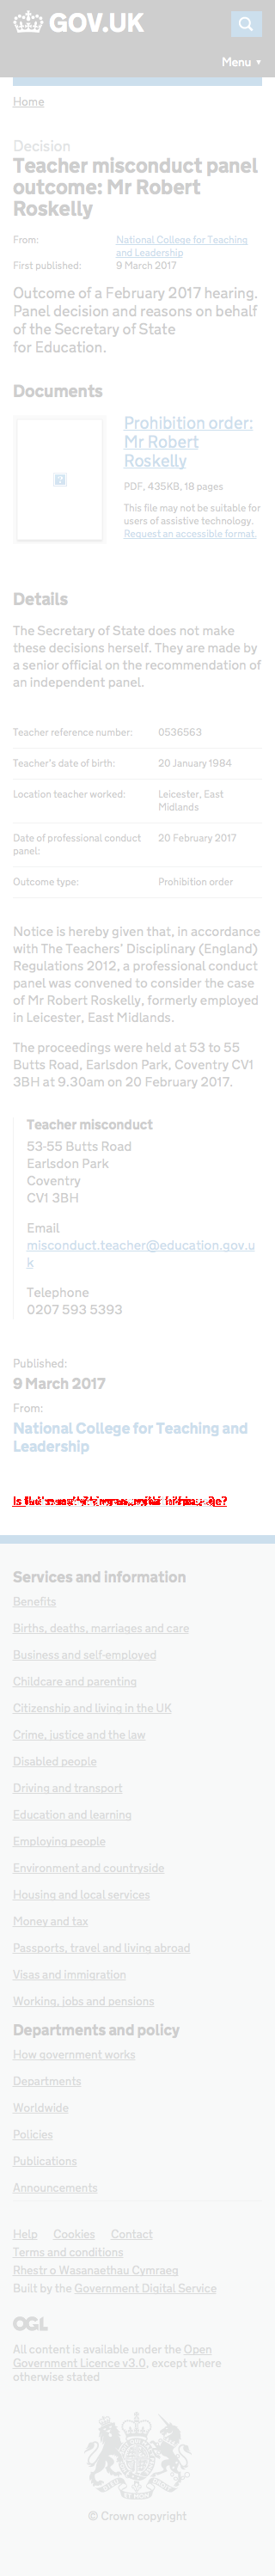 GOV.UK
Menu ▼
Home
Decision
Teacher misconduct panel
outcome: Mr Robert
Roskelly
From: National College for Teaching
and Leadership
First published: 9 March 2017
Outcome of a February 2017 hearing.
Panel decision and reasons on behalf
of the Secretary of State
for Education.
Documents
Prohibition order:
Mr Robert
Roskelly
PDF, 435KB, 18 pages
This file may not be suitable for
users of assistive technology.
Request an accessible format.
Details
The Secretary of State does not make
these decisions herself. They are made by
a senior official on the recommendation of
an independent panel.
Teacher reference number: 0536563
Teacher's date of birth: 20 January 1984
Location teacher worked: Leicester, East
Midlands
Date of professional conduct 20 February 2017
panel:
Outcome type: Prohibition order
Notice is hereby given that, in accordance
with The Teachers' Disciplinary (England)
Regulations 2012, a professional conduct
panel was convened to consider the case
of Mr Robert Roskelly, formerly employed
in Leicester, East Midlands.
The proceedings were held at 53 to 55
Butts Road, Earlsdon Park, Coventry CV1
3BH at 9.30am on 20 February 2017.
Teacher misconduct
53-55 Butts Road
Earlsdon Park
Coventry
CV1 3BH
Email
misconduct.teacher@education.gov.u
k
Telephone
0207 593 5393
Published:
9 March 2017
From:
National College for Teaching and
Leadership
Services and information
Benefits
Births, deaths, marriages and care
Business and self-employed
Childcare and parenting
Citizenship and living in the UK
Crime, justice and the law
Disabled people
Driving and transport
Education and learning
Employing people
Environment and countryside
Housing and local services
Money and tax
Passports, travel and living abroad
Visas and immigration
Working, jobs and pensions
Departments and policy
How government works
Departments
Worldwide
Policies
Publications
Announcements
Help Cookies Contact
Terms and conditions
Rhestr o Wasanaethau Cymraeg
Built by the Government Digital Service
OGL
All content is available under the Open
Government Licence v3.0, except where
otherwise stated
© Crown copyright